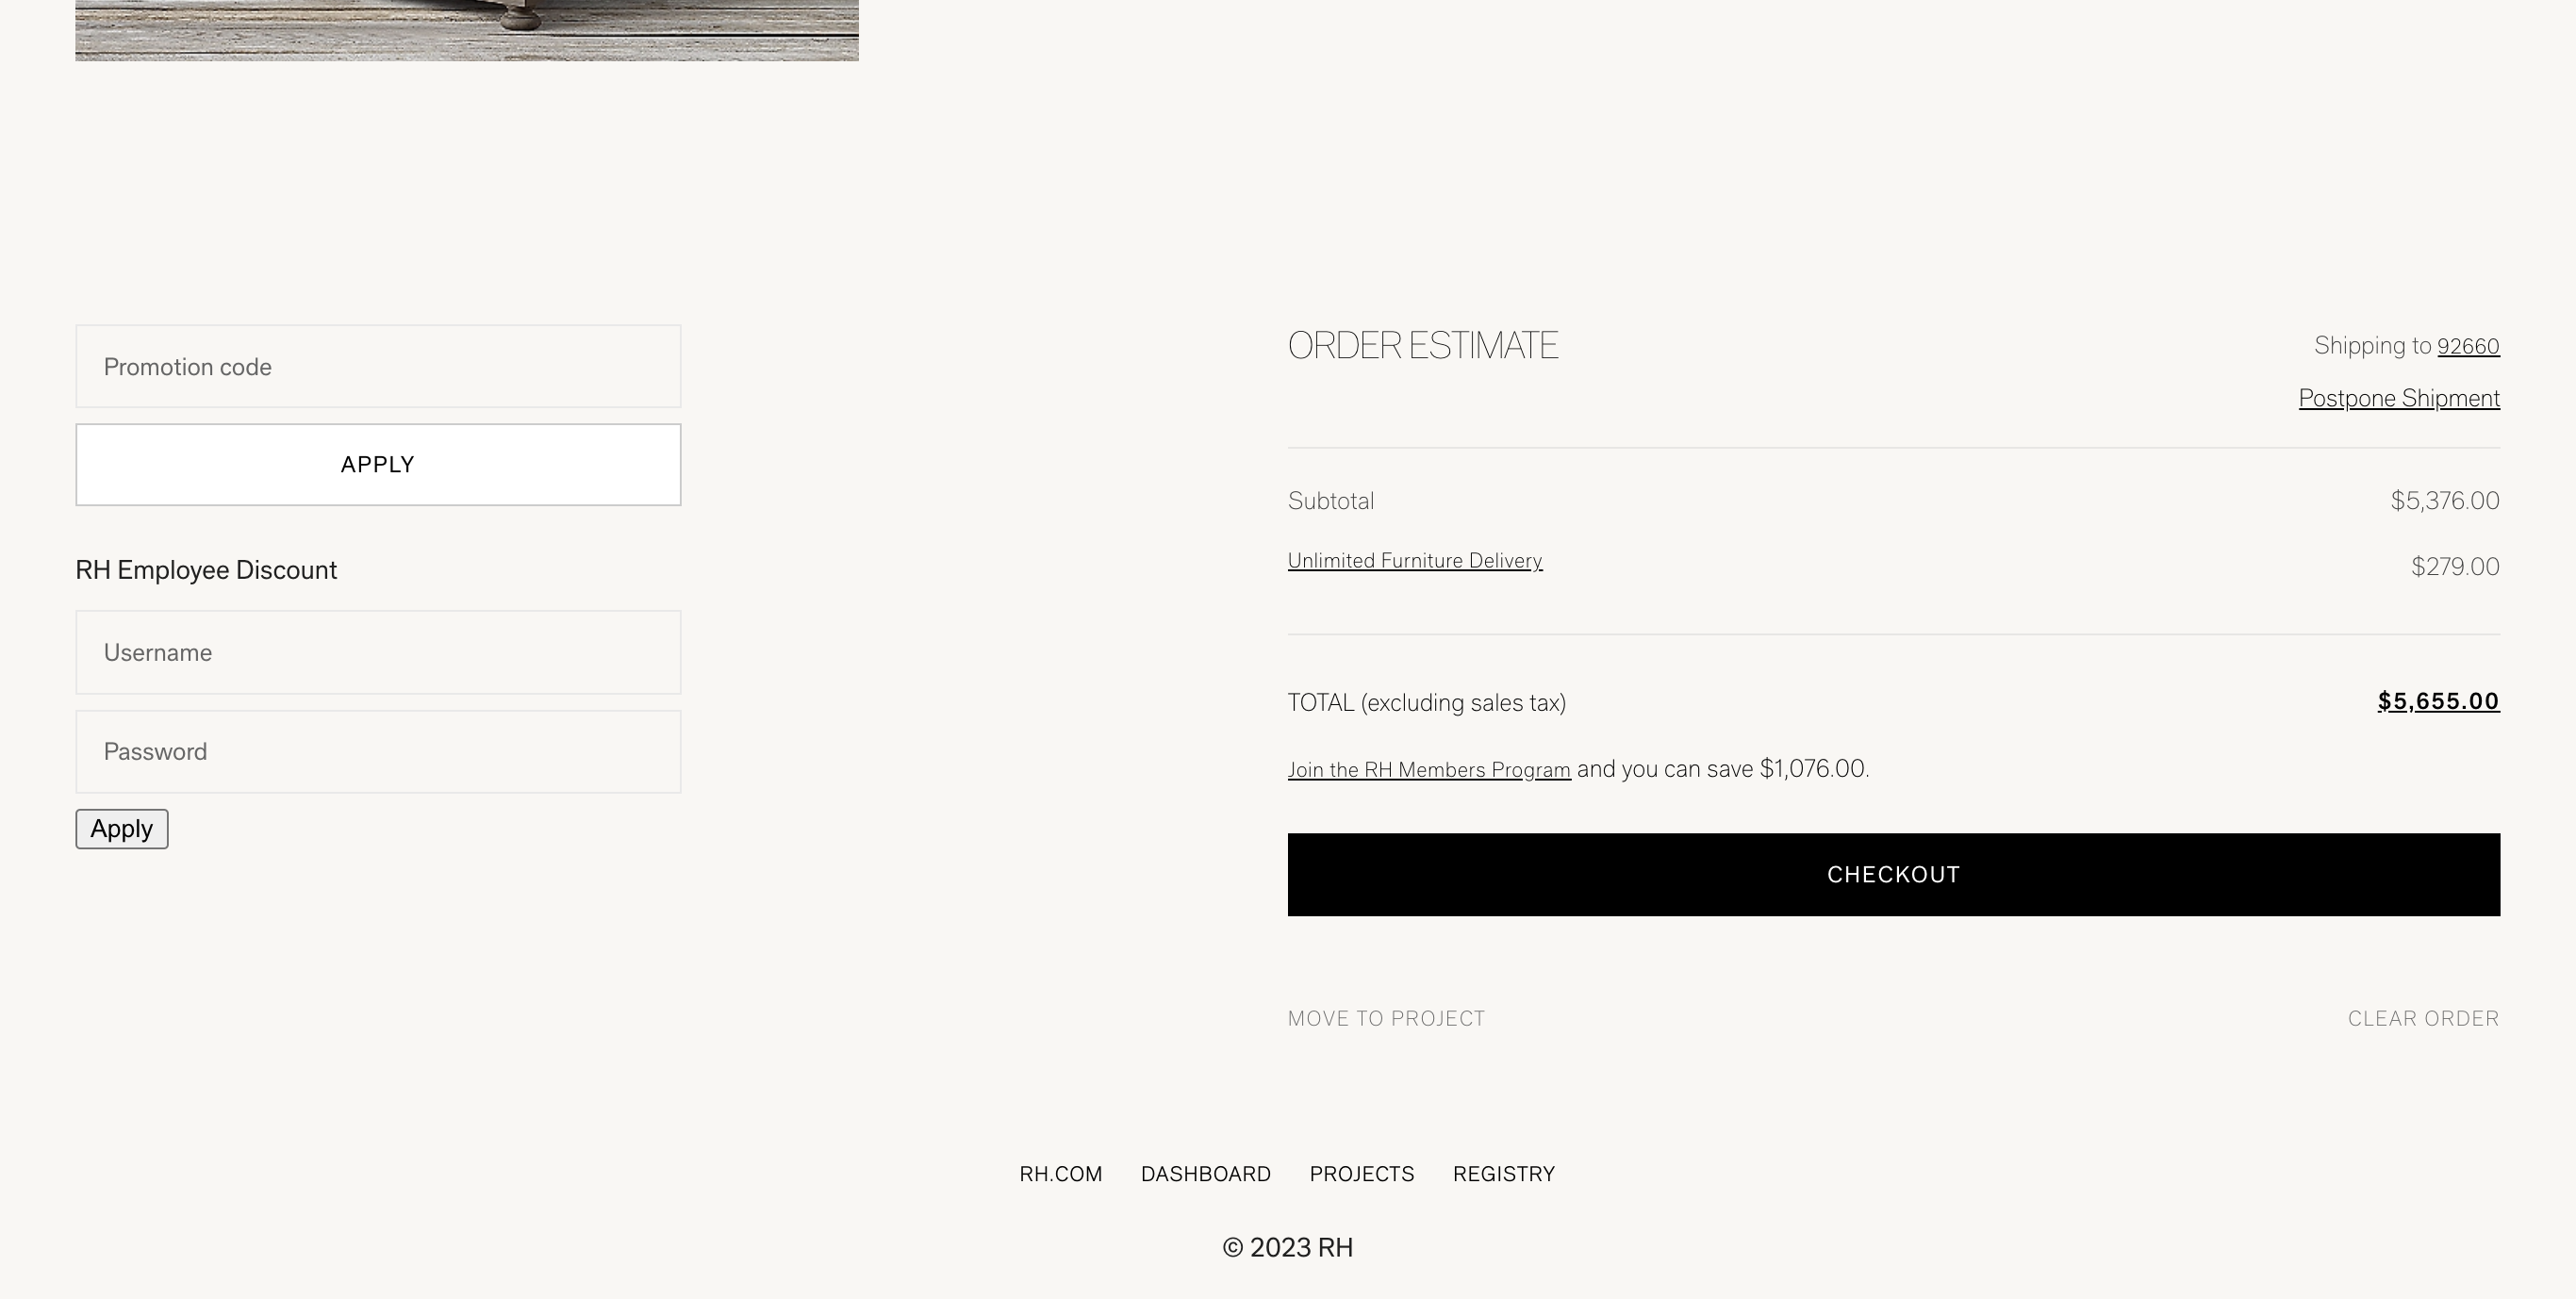 Promotion code
APPLY
RH Employee Discount
Username
Password
Apply
ORDER ESTIMATE
Shipping to 92660
Postpone Shipment
Subtotal $5,376.00
Unlimited Furniture Delivery $279.00
TOTAL (excluding sales tax) $5,655.00
Join the RH Members Program and you can save $1,076.00.
CHECKOUT
MOVE TO PROJECT CLEAR ORDER
RH.COM DASHBOARD PROJECTS REGISTRY
© 2023 RH